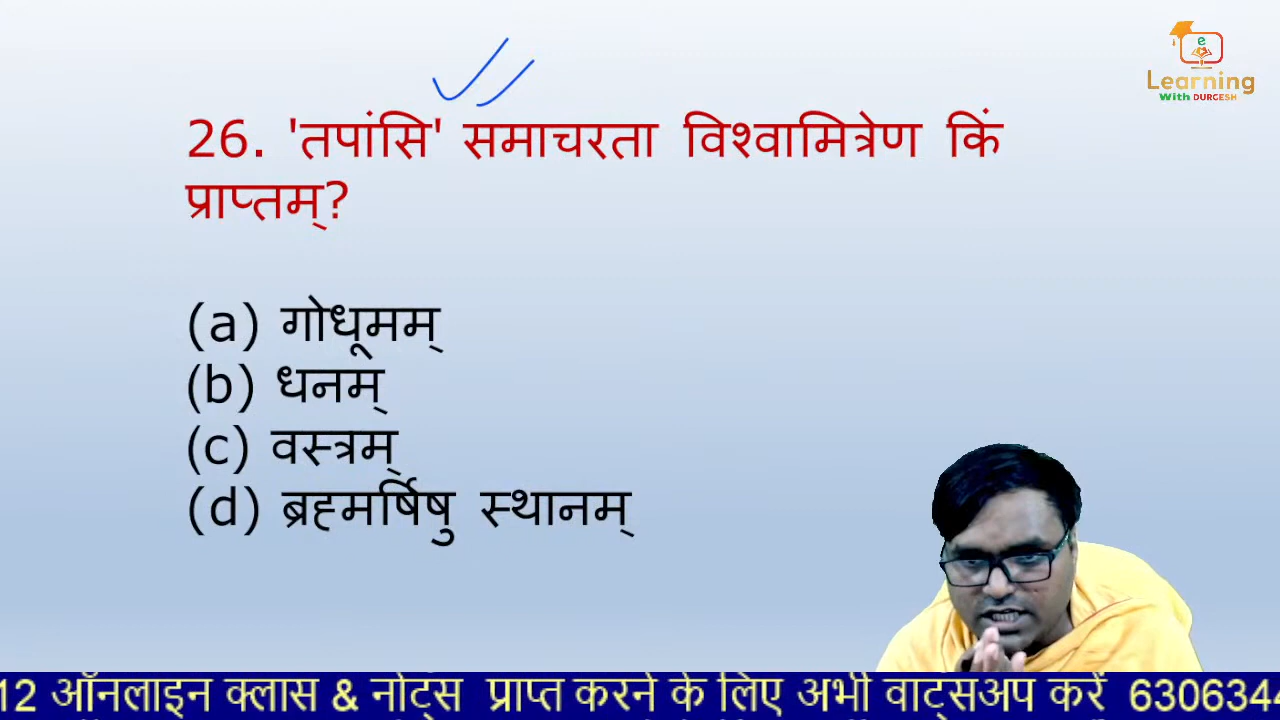 e
Learning
With DURGESH
26. 'तपांसि' समाचरता विश्वामित्रेण किं
प्राप्तम्?
(a) गोधूमम्
(b) धनम्
(c) वस्त्रम्
(d) ब्रह्मर्षिषु स्थानम्
12 ऑनलाइन क्लास & नोट्स प्राप्त करने के लिए अभी वाट्सअप करें 630634